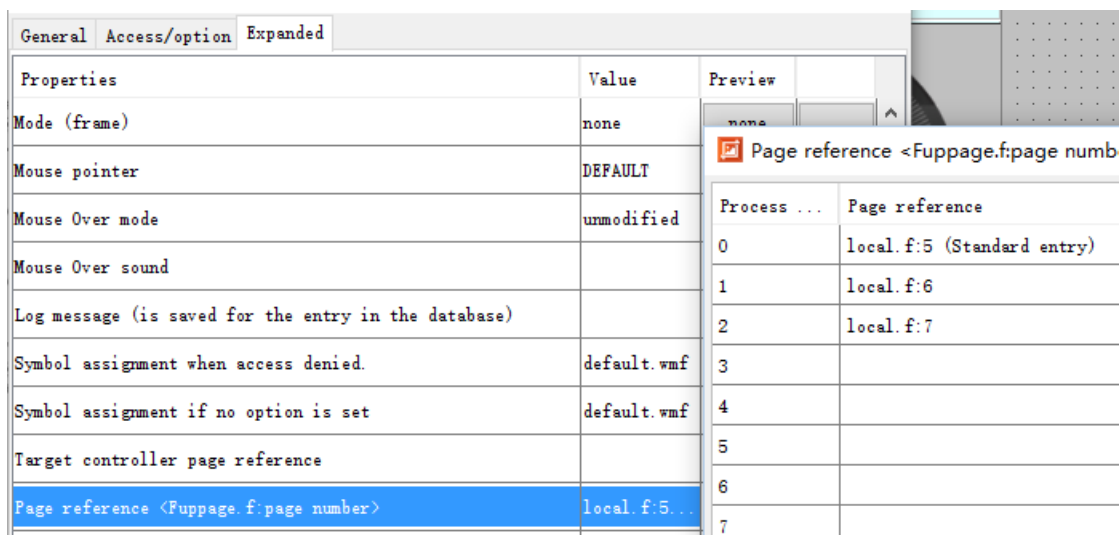 General Access/option Expanded
Properties Value Preview
Mode (frame) none none
Mouse pointer DEFAULT
Mouse Over mode unmodified
Mouse Over sound
Log message (is saved for the entry in the database)
Symbol assignment when access denied. default.wmf
Symbol assignment if no option is set default.wmf
Target controller page reference
Page reference <Fuppage.f:page number> local.f:5...
Page reference <Fuppage.f:page numb
Process ... Page reference
0 local.f:5 (Standard entry)
1 local.f:6
2 local.f:7
3
4
5
6
7